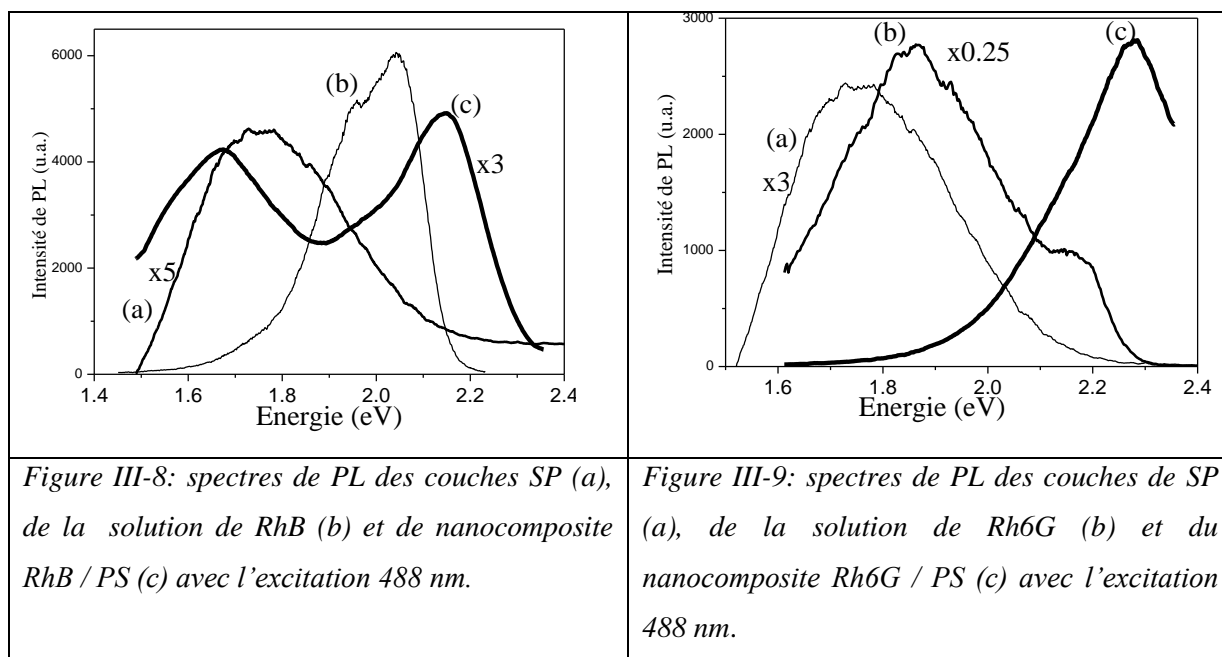 6000
4000
2000
0
Intensité de PL (u.a.)
(b)
(c)
x3
x5
(a)
1.4 1.6 1.8 2.0 2.2 2.4
Energie (eV)
3000
2000
1000
0
Intensité de PL (u.a.)
(b)
(c)
x0.25
(a)
x3
1.6 1.8 2.0 2.2 2.4
Energie (eV)
Figure III-8: spectres de PL des couches SP (a),
de la solution de RhB (b) et de nanocomposite
RhB / PS (c) avec l’excitation 488 nm.
Figure III-9: spectres de PL des couches de SP
(a), de la solution de Rh6G (b) et du
nanocomposite Rh6G / PS (c) avec l’excitation
488 nm.